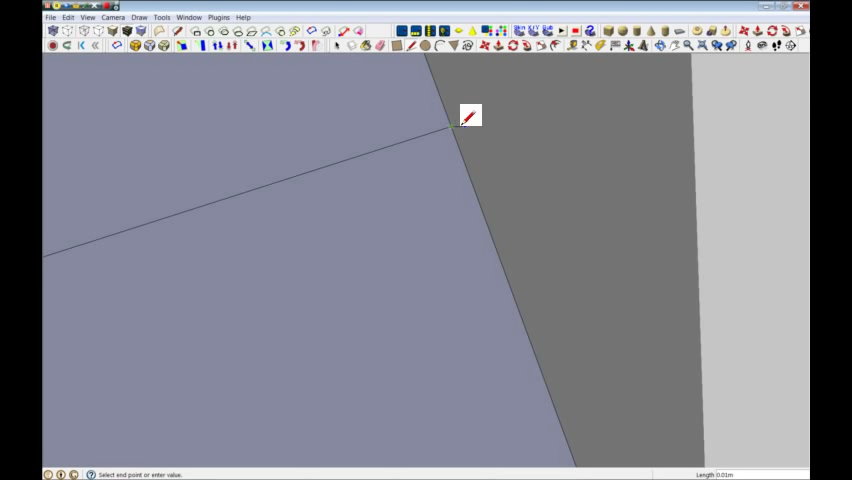 File Edit View Camera Draw Tools Window Plugins Help
Select end point or enter value.
Length 0.01m